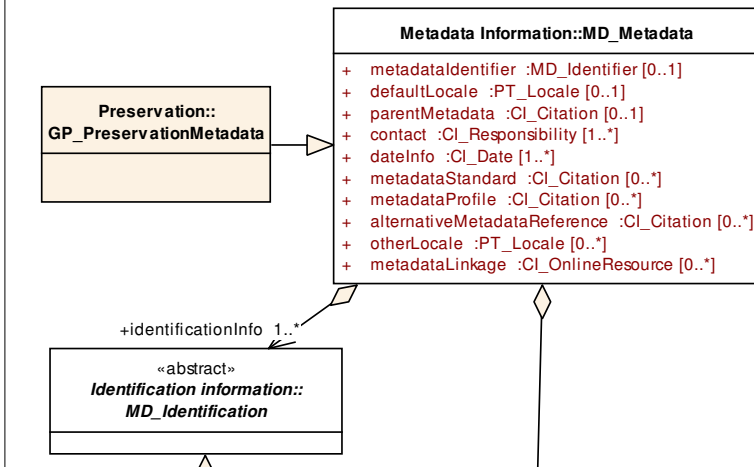 Metadata Information::MD_Metadata
+ metadataIdentifier :MD_Identifier [0..1]
+ defaultLocale :PT_Locale [0..1]
+ parentMetadata :CI_Citation [0..1]
+ contact :CI_Responsibility [1..*]
+ dateInfo :CI_Date [1..*]
+ metadataStandard :CI_Citation [0..*]
+ metadataProfile :CI_Citation [0..*]
+ alternativeMetadataReference :CI_Citation [0..*]
+ otherLocale :PT_Locale [0..*]
+ metadataLinkage :CI_OnlineResource [0..*]
Preservation::
GP_PreservationMetadata
+identificationInfo 1..*
«abstract»
Identification information::
MD_Identification